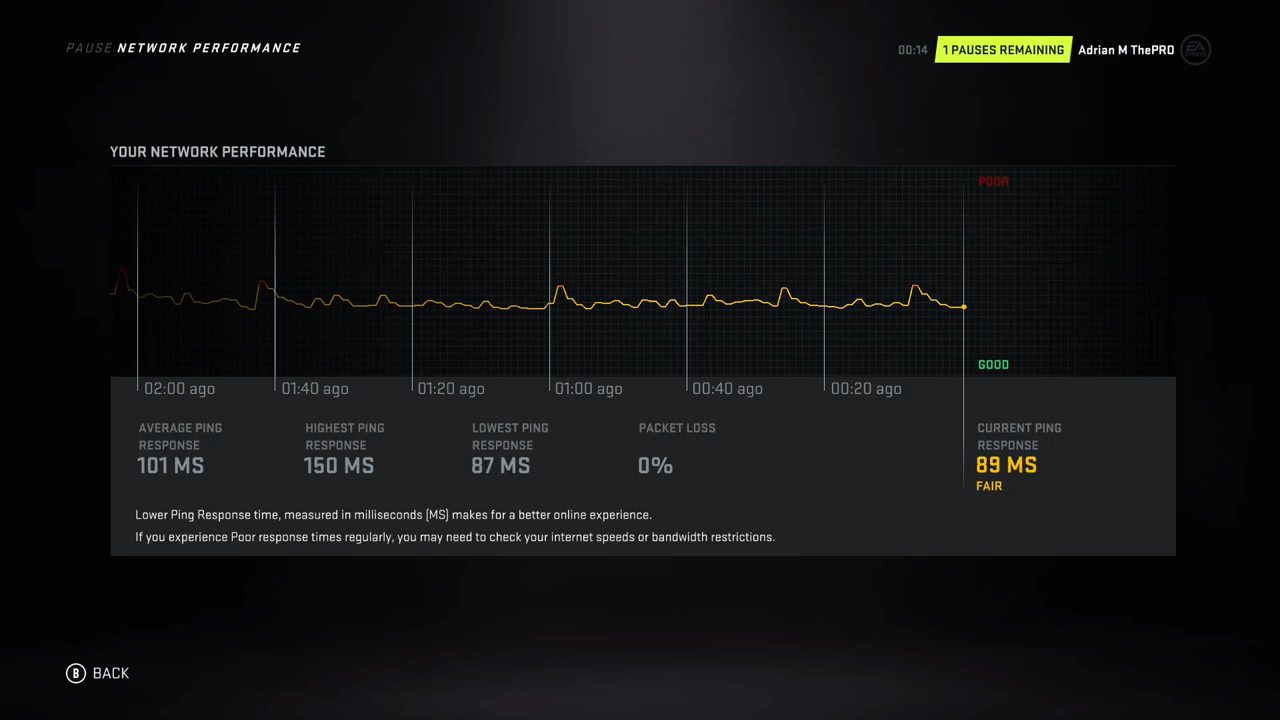 PAUSE NETWORK PERFORMANCE
00:14 1 PAUSES REMAINING Adrian M ThePRO
EA SPORTS
YOUR NETWORK PERFORMANCE
POOR
GOOD
02:00 ago 01:40 ago 01:20 ago 01:00 ago 00:40 ago 00:20 ago
AVERAGE PING
RESPONSE
101 MS
HIGHEST PING
RESPONSE
150 MS
LOWEST PING
RESPONSE
87 MS
PACKET LOSS
0%
CURRENT PING
RESPONSE
89 MS
FAIR
Lower Ping Response time, measured in milliseconds (MS) makes for a better online experience.
If you experience Poor response times regularly, you may need to check your internet speeds or bandwidth restrictions.
B BACK